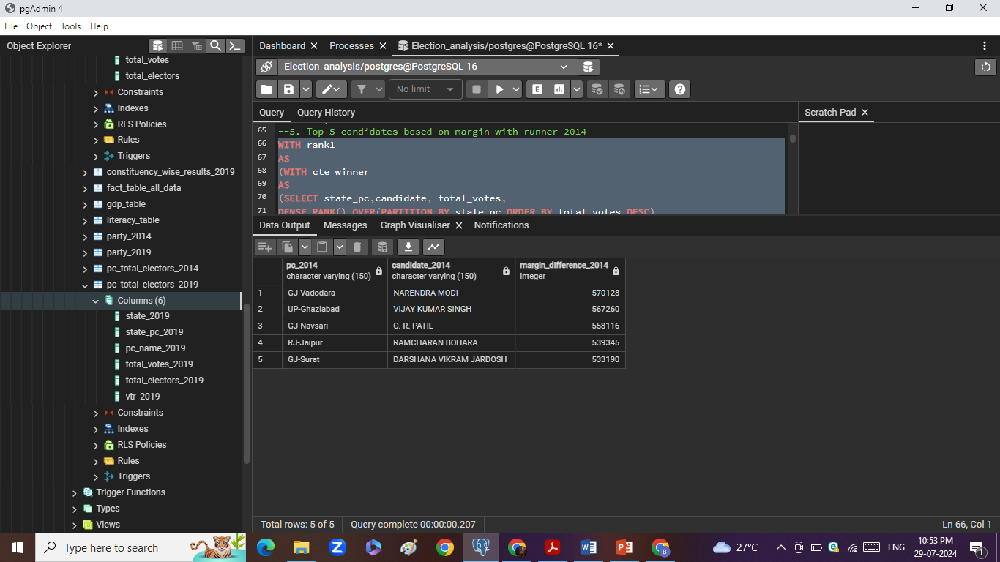 pgAdmin 4
File Object Tools Help
Object Explorer
total_votes
total_electors
Constraints
Indexes
RLS Policies
Rules
Triggers
constituency_wise_results_2019
fact_table_all_data
gdp_table
literacy_table
party_2014
party_2019
pc_total_electors_2014
pc_total_electors_2019
Columns (6)
state_2019
state_pc_2019
pc_name_2019
total_votes_2019
total_electors_2019
vtr_2019
Constraints
Indexes
RLS Policies
Rules
Triggers
Trigger Functions
Types
Views
Dashboard Processes Election_analysis/postgres@PostgreSQL 16*
Election_analysis/postgres@PostgreSQL 16
No limit E
Query Query History Scratch Pad
65 --5. Top 5 candidates based on margin with runner 2014
66 WITH rank1
67 AS
68 (WITH cte_winner
69 AS
70 (SELECT state_pc,candidate, total_votes,
71 DENSE_RANK() OVER(PARTITION BY state_pc ORDER BY total_votes DESC)
Data Output Messages Graph Visualiser Notifications
pc_2014 candidate_2014 margin_difference_2014
character varying (150) character varying (150) integer
1 GJ-Vadodara NARENDRA MODI 570128
2 UP-Ghaziabad VIJAY KUMAR SINGH 567260
3 GJ-Navsari C. R. PATIL 558116
4 RJ-Jaipur RAMCHARAN BOHARA 539345
5 GJ-Surat DARSHANA VIKRAM JARDOSH 533190
Total rows: 5 of 5 Query complete 00:00:00.207 Ln 66, Col 1
Type here to search 27°C ENG 10:53 PM
29-07-2024 1